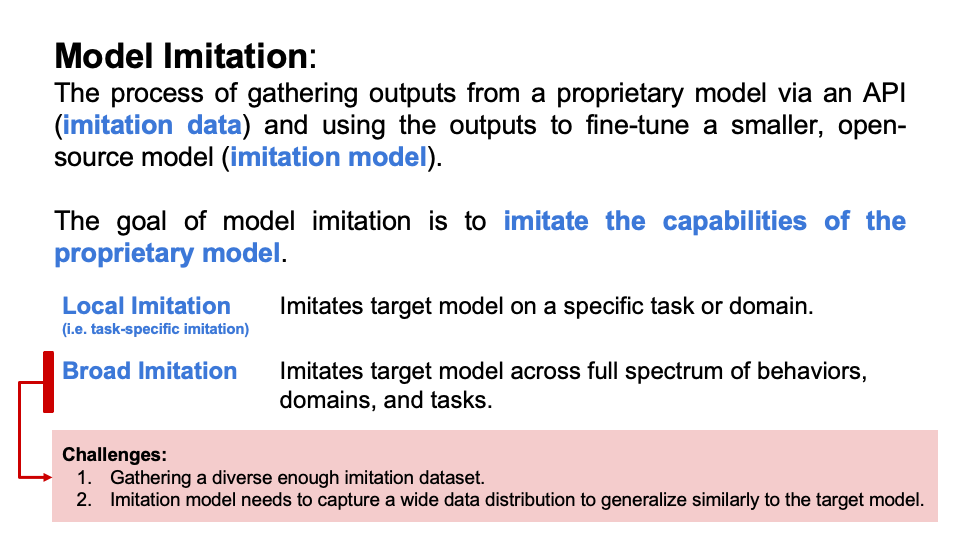 Model Imitation:
The process of gathering outputs from a proprietary model via an API
(imitation data) and using the outputs to fine-tune a smaller, open-
source model (imitation model).
The goal of model imitation is to imitate the capabilities of the
proprietary model.
Local Imitation
(i.e. task-specific imitation)
Imitates target model on a specific task or domain.
Broad Imitation
Imitates target model across full spectrum of behaviors,
domains, and tasks.
Challenges:
1. Gathering a diverse enough imitation dataset.
2. Imitation model needs to capture a wide data distribution to generalize similarly to the target model.